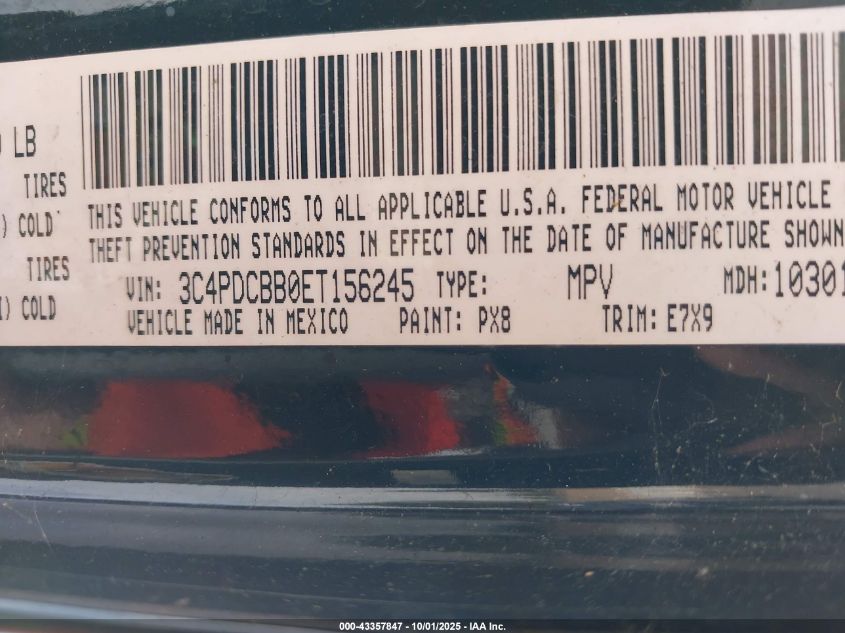 ) LB
TIRES
) COLD
TIRES
I) COLD
THIS VEHICLE CONFORMS TO ALL APPLICABLE U.S.A. FEDERAL MOTOR VEHICLE
THEFT PREVENTION STANDARDS IN EFFECT ON THE DATE OF MANUFACTURE SHOWN
VIN: 3C4PDCBB0ET156245 TYPE: MPV MDH: 10301
VEHICLE MADE IN MEXICO PAINT: PX8 TRIM: E7X9
000-43357847 - 10/01/2025 - IAA Inc.